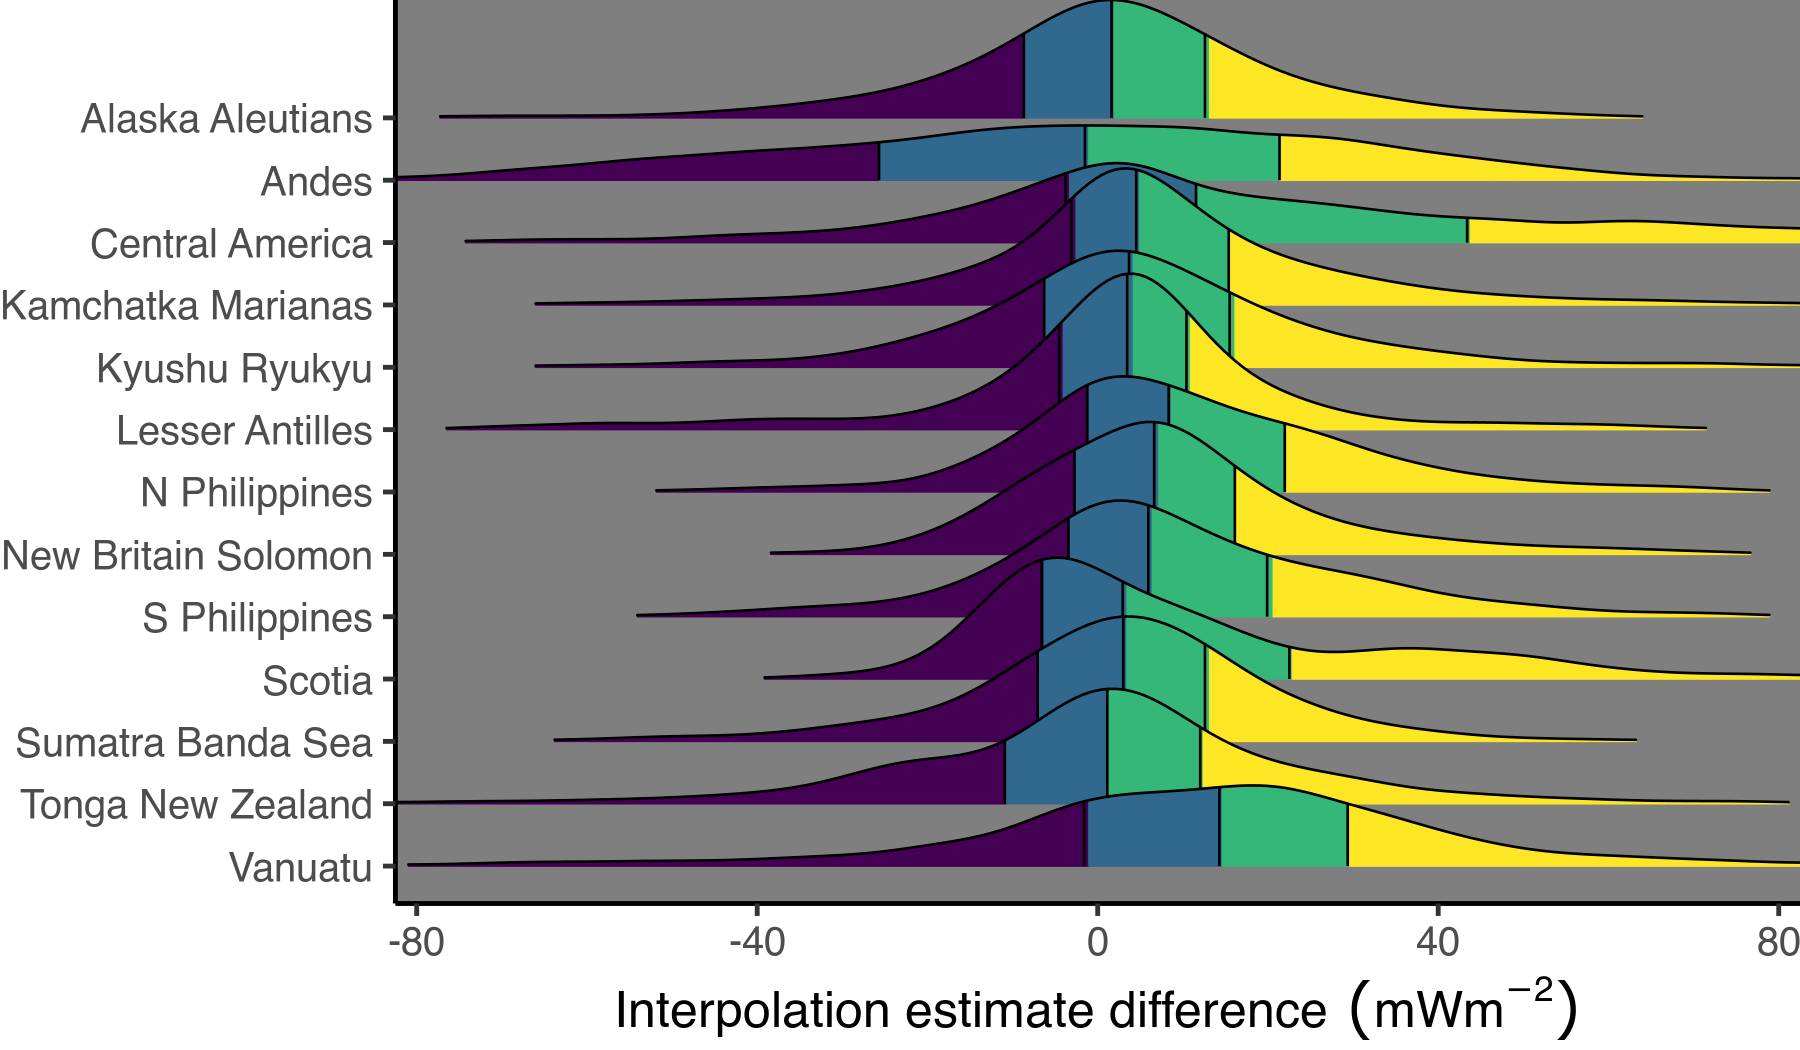 Alaska Aleutians
Andes
Central America
Kamchatka Marianas
Kyushu Ryukyu
Lesser Antilles
N Philippines
New Britain Solomon
S Philippines
Scotia
Sumatra Banda Sea
Tonga New Zealand
Vanuatu
-80 -40 0 40 80
Interpolation estimate difference (mWm⁻²)